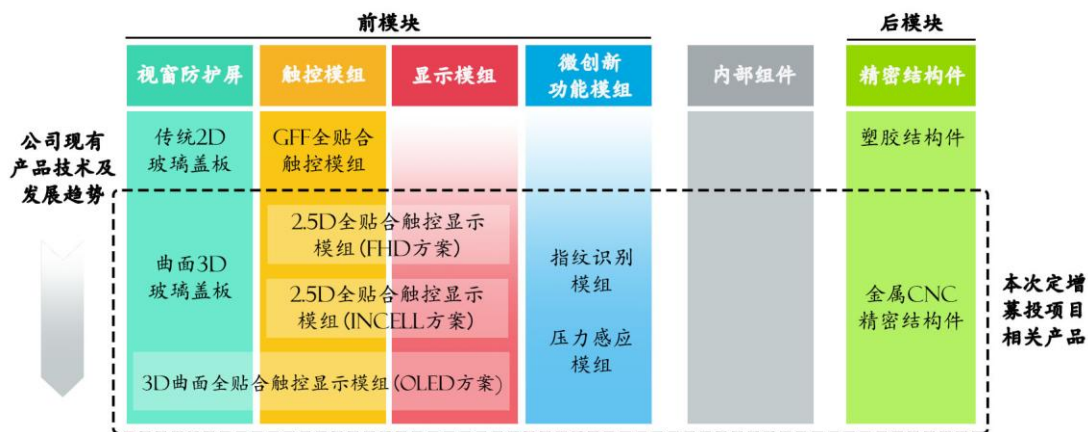 前模块
后模块
视窗防护屏
触控模组
显示模组
微创新
功能模组
内部组件
精密结构件
公司现有
产品技术及
发展趋势
传统2D
玻璃盖板
GFF全贴合
触控模组
塑胶结构件
2.5D全贴合触控显示
模组(FHD方案)
曲面3D
玻璃盖板
2.5D全贴合触控显示
模组(INCELL方案)
指纹识别
模组
压力感应
模组
金属CNC
精密结构件
3D曲面全贴合触控显示模组(OLED方案)
本次定增
募投项目
相关产品